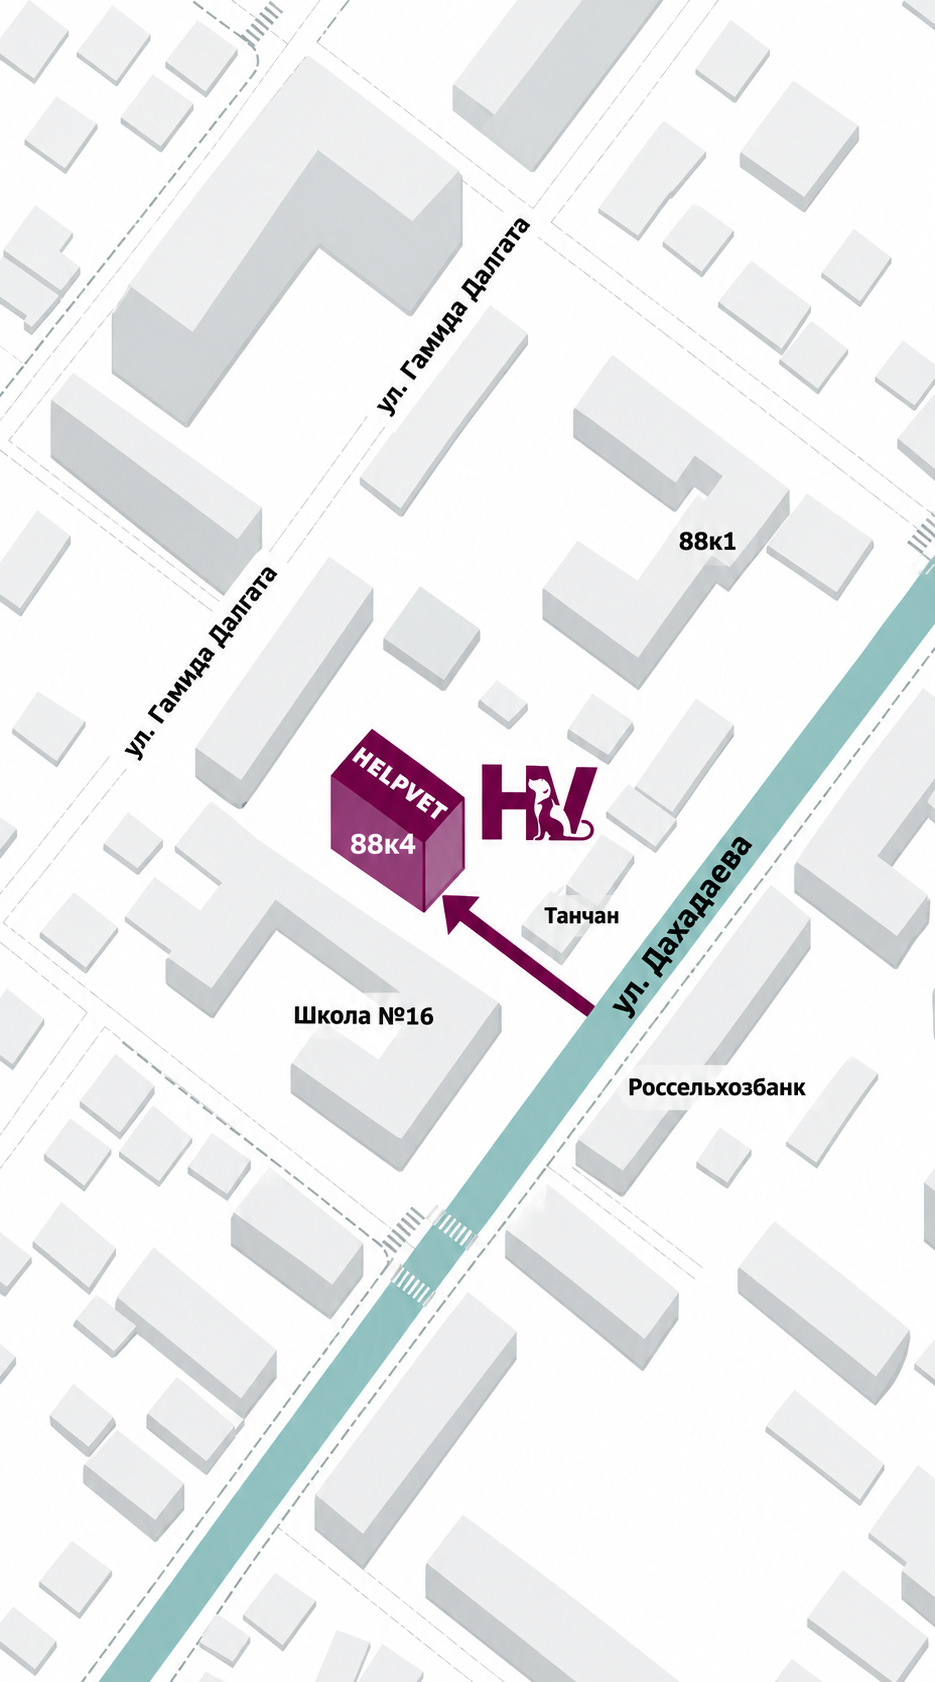 ул. Гамида Далгата
88к1
ул. Гамида Далгата
HELPVET
88к4
HV
Танчан
ул. Дахадаева
Школа №16
Россельхозбанк